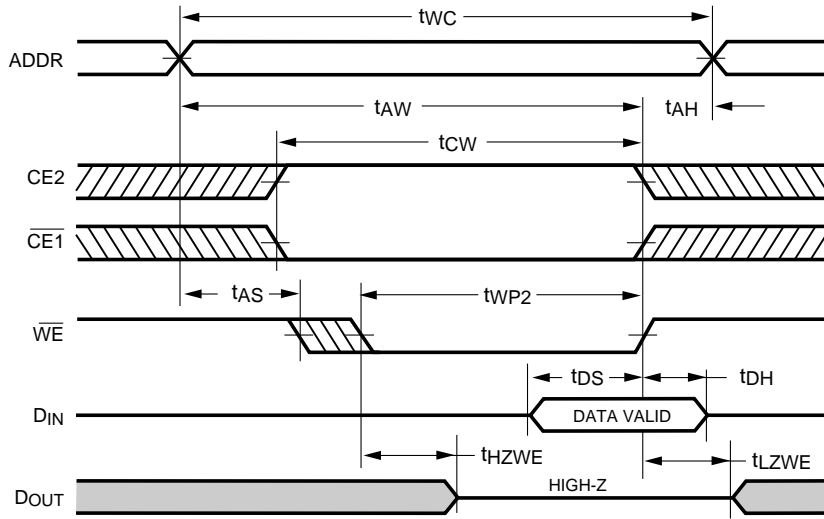 tWC
ADDR
tAW
tAH
tCW
CE2
CE1
tAS
tWP2
WE
tDS
tDH
DIN
DATA VALID
tHZWE
tLZWE
HIGH-Z
DOUT